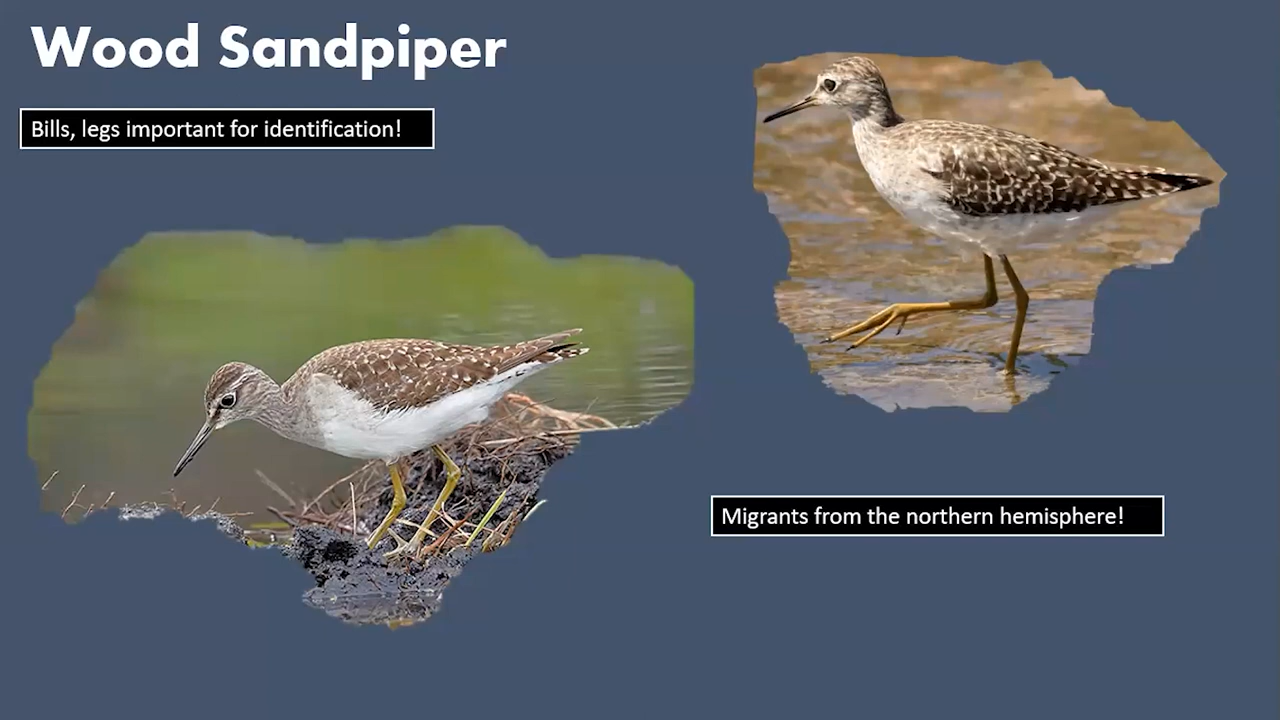 Wood Sandpiper
Bills, legs important for identification!
Migrants from the northern hemisphere!